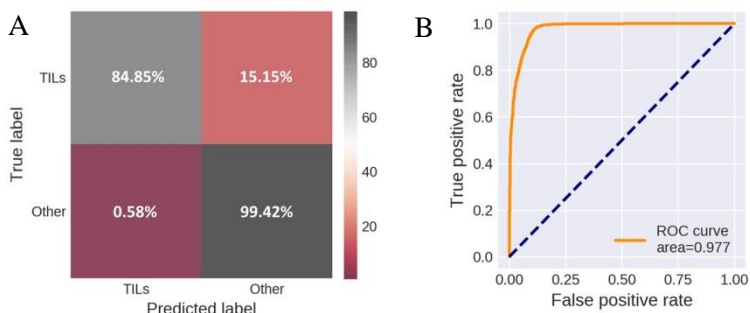 A
True label
TILs
Other
84.85%
15.15%
0.58%
99.42%
TILs
Other
Predicted label
80
60
40
20
B
True positive rate
1.0
0.8
0.6
0.4
0.2
0.0
ROC curve
area=0.977
0.00
0.25
0.50
0.75
1.00
False positive rate